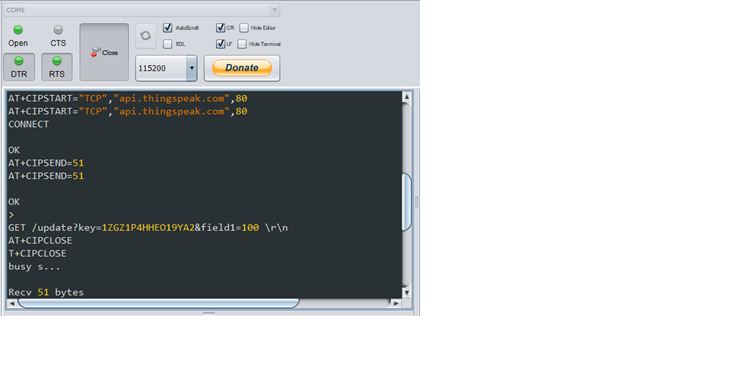 COM5
Open
CTS
DTR
RTS
Close
AutoScroll
CR
Hide Editor
EOL
LF
Hide Terminal
115200
Donate
AT+CIPSTART="TCP","api.thingspeak.com",80
AT+CIPSTART="TCP","api.thingspeak.com",80
CONNECT
OK
AT+CIPSEND=51
AT+CIPSEND=51
OK
>
GET /update?key=1ZGZ1P4HHEO19YA2&field1=100 \r\n
AT+CIPCLOSE
T+CIPCLOSE
busy s...
Recv 51 bytes